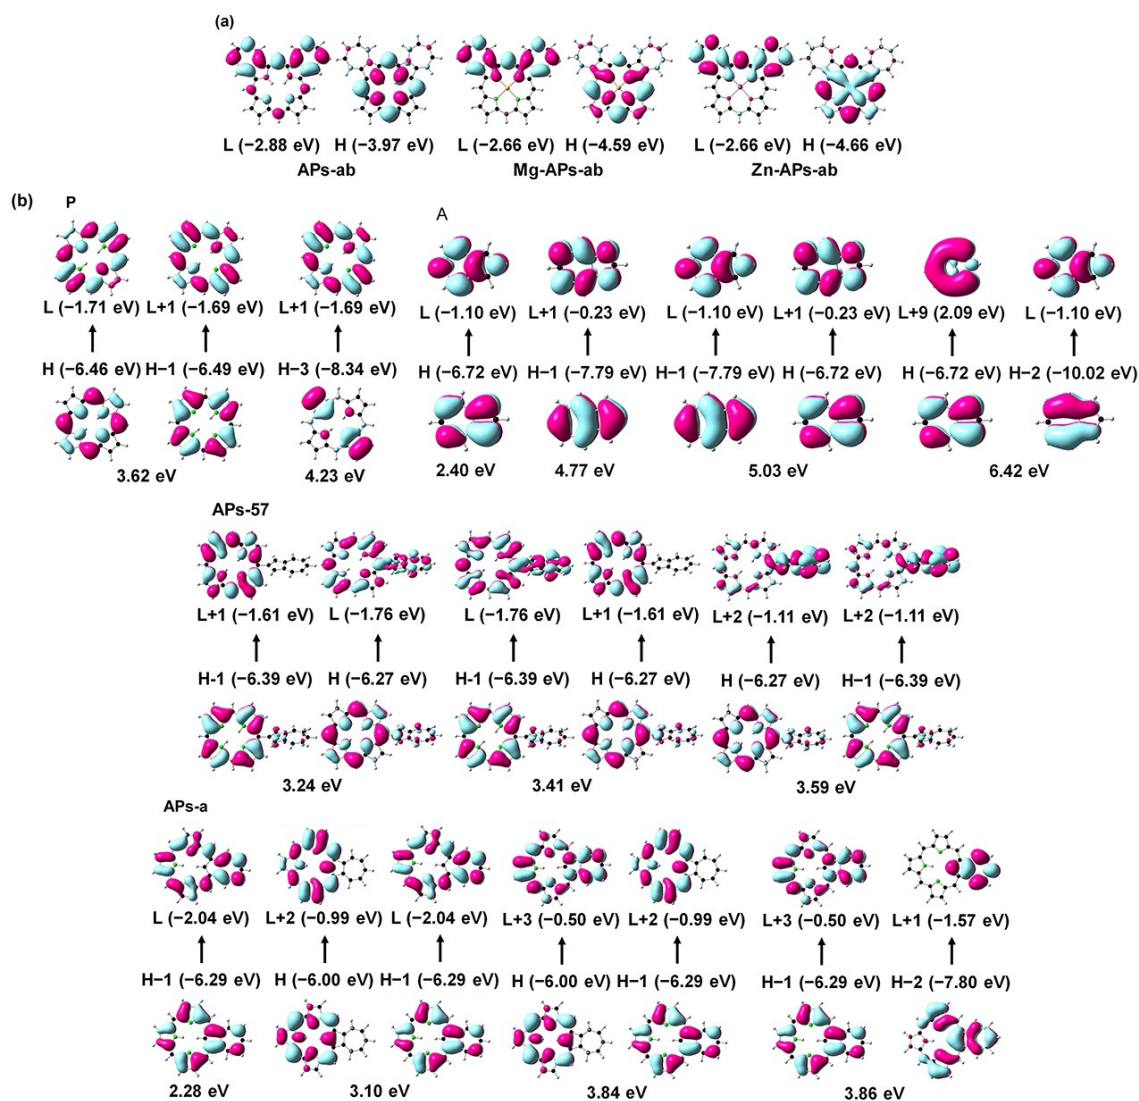 (a)
L (−2.88 eV) H (−3.97 eV) L (−2.66 eV) H (−4.59 eV) L (−2.66 eV) H (−4.66 eV)
APs-ab Mg-APs-ab Zn-APs-ab
(b) P A
L (−1.71 eV) L+1 (−1.69 eV) L+1 (−1.69 eV) L (−1.10 eV) L+1 (−0.23 eV) L (−1.10 eV) L+1 (−0.23 eV) L+9 (2.09 eV) L (−1.10 eV)
H (−6.46 eV) H−1 (−6.49 eV) H−3 (−8.34 eV) H (−6.72 eV) H−1 (−7.79 eV) H−1 (−7.79 eV) H (−6.72 eV) H (−6.72 eV) H−2 (−10.02 eV)
3.62 eV 4.23 eV 2.40 eV 4.77 eV 5.03 eV 6.42 eV
APs-57
L+1 (−1.61 eV) L (−1.76 eV) L (−1.76 eV) L+1 (−1.61 eV) L+2 (−1.11 eV) L+2 (−1.11 eV)
H-1 (−6.39 eV) H (−6.27 eV) H-1 (−6.39 eV) H (−6.27 eV) H (−6.27 eV) H−1 (−6.39 eV)
3.24 eV 3.41 eV 3.59 eV
APs-a
L (−2.04 eV) L+2 (−0.99 eV) L (−2.04 eV) L+3 (−0.50 eV) L+2 (−0.99 eV) L+3 (−0.50 eV) L+1 (−1.57 eV)
H−1 (−6.29 eV) H (−6.00 eV) H−1 (−6.29 eV) H (−6.00 eV) H−1 (−6.29 eV) H−1 (−6.29 eV) H−2 (−7.80 eV)
2.28 eV 3.10 eV 3.84 eV 3.86 eV